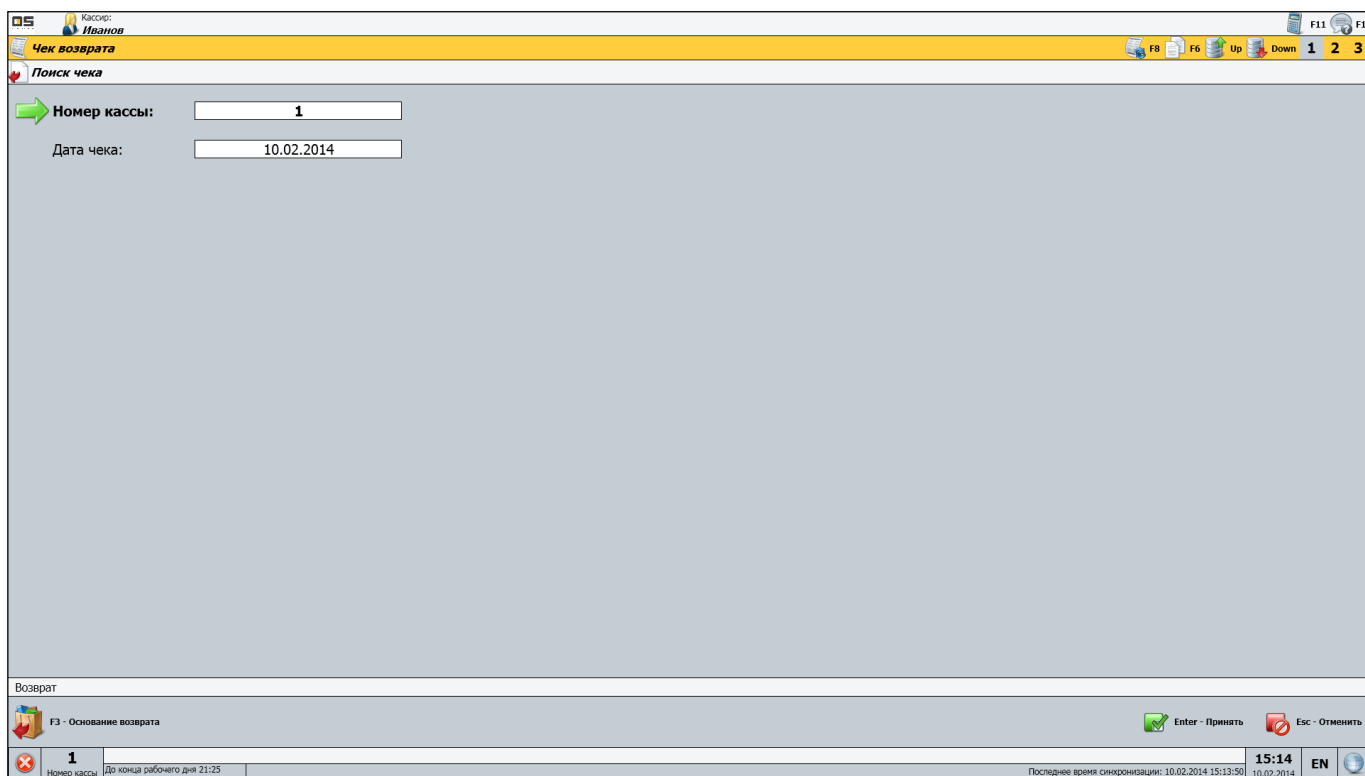 QS
Кассир:
Иванов
F11
F1
Чек возврата
F8
F6
Up
Down
1 2 3
Поиск чека
Номер кассы: 1
Дата чека: 10.02.2014
Возврат
F3 - Основание возврата
Enter - Принять
Esc - Отменить
1
Номер кассы
До конца рабочего дня 21:25
Последнее время синхронизации: 10.02.2014 15:13:50
15:14
10.02.2014
EN